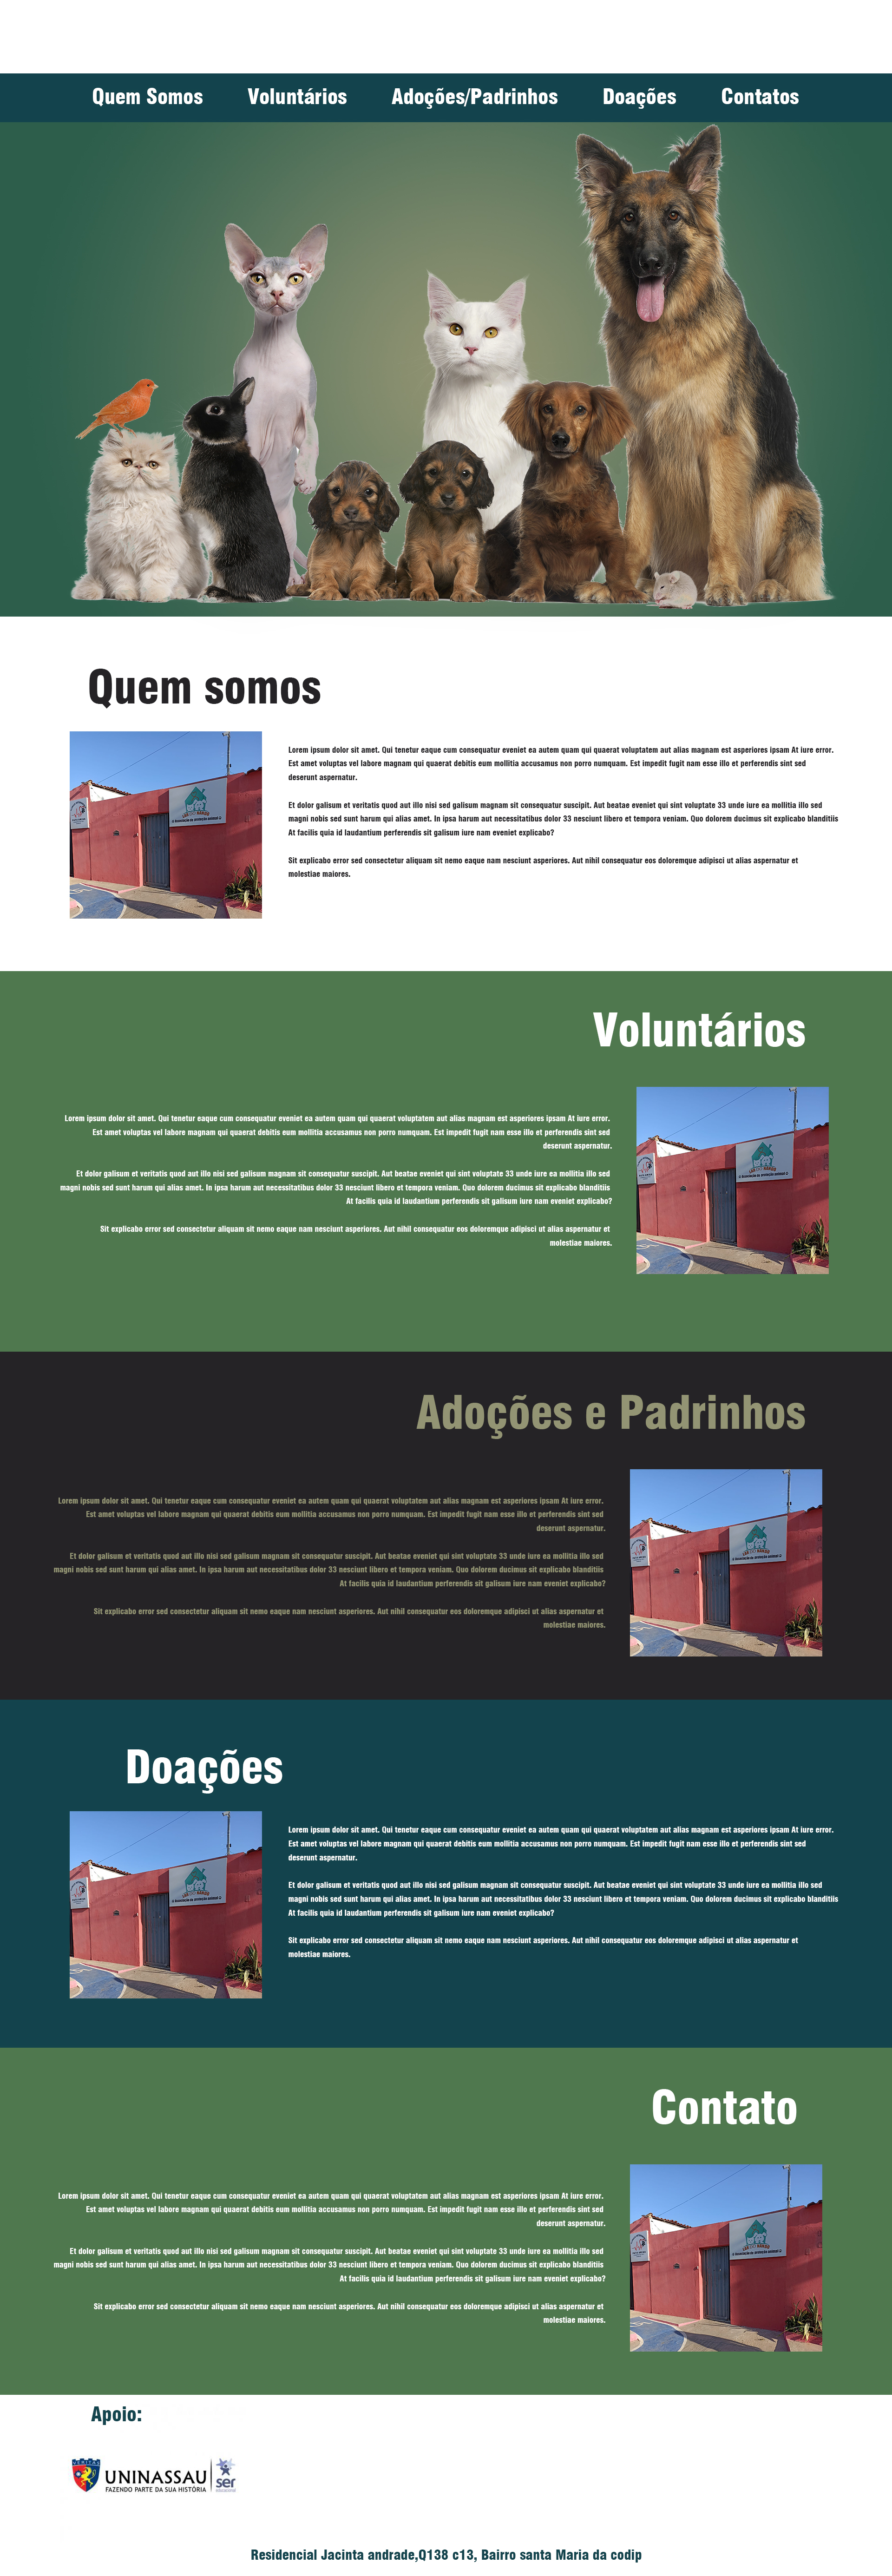 Quem Somos Voluntários Adoções/Padrinhos Doações Contatos
Quem somos
Lorem ipsum dolor sit amet. Qui tenetur eaque cum consequatur eveniet ea autem quam qui quaerat voluptatem aut alias magnam est asperiores ipsam At iure error.
Est amet voluptas vel labore magnam qui quaerat debitis eum mollitia accusamus non porro numquam. Est impedit fugit nam esse illo et perferendis sint sed
deserunt aspernatur.
Et dolor galisum et veritatis quod aut illo nisi sed galisum magnam sit consequatur suscipit. Aut beatae eveniet qui sint voluptate 33 unde iure ea mollitia illo sed
magni nobis sed sunt harum qui alias amet. In ipsa harum aut necessitatibus dolor 33 nesciunt libero et tempora veniam. Quo dolorem ducimus sit explicabo blanditiis
At facilis quia id laudantium perferendis sit galisum iure nam eveniet explicabo?
Sit explicabo error sed consectetur aliquam sit nemo eaque nam nesciunt asperiores. Aut nihil consequatur eos doloremque adipisci ut alias aspernatur et
molestiae maiores.
Voluntários
Lorem ipsum dolor sit amet. Qui tenetur eaque cum consequatur eveniet ea autem quam qui quaerat voluptatem aut alias magnam est asperiores ipsam At iure error.
Est amet voluptas vel labore magnam qui quaerat debitis eum mollitia accusamus non porro numquam. Est impedit fugit nam esse illo et perferendis sint sed
deserunt aspernatur.
Et dolor galisum et veritatis quod aut illo nisi sed galisum magnam sit consequatur suscipit. Aut beatae eveniet qui sint voluptate 33 unde iure ea mollitia illo sed
magni nobis sed sunt harum qui alias amet. In ipsa harum aut necessitatibus dolor 33 nesciunt libero et tempora veniam. Quo dolorem ducimus sit explicabo blanditiis
At facilis quia id laudantium perferendis sit galisum iure nam eveniet explicabo?
Sit explicabo error sed consectetur aliquam sit nemo eaque nam nesciunt asperiores. Aut nihil consequatur eos doloremque adipisci ut alias aspernatur et
molestiae maiores.
Adoções e Padrinhos
Lorem ipsum dolor sit amet. Qui tenetur eaque cum consequatur eveniet ea autem quam qui quaerat voluptatem aut alias magnam est asperiores ipsam At iure error.
Est amet voluptas vel labore magnam qui quaerat debitis eum mollitia accusamus non porro numquam. Est impedit fugit nam esse illo et perferendis sint sed
deserunt aspernatur.
Et dolor galisum et veritatis quod aut illo nisi sed galisum magnam sit consequatur suscipit. Aut beatae eveniet qui sint voluptate 33 unde iure ea mollitia illo sed
magni nobis sed sunt harum qui alias amet. In ipsa harum aut necessitatibus dolor 33 nesciunt libero et tempora veniam. Quo dolorem ducimus sit explicabo blanditiis
At facilis quia id laudantium perferendis sit galisum iure nam eveniet explicabo?
Sit explicabo error sed consectetur aliquam sit nemo eaque nam nesciunt asperiores. Aut nihil consequatur eos doloremque adipisci ut alias aspernatur et
molestiae maiores.
Doações
Lorem ipsum dolor sit amet. Qui tenetur eaque cum consequatur eveniet ea autem quam qui quaerat voluptatem aut alias magnam est asperiores ipsam At iure error.
Est amet voluptas vel labore magnam qui quaerat debitis eum mollitia accusamus non porro numquam. Est impedit fugit nam esse illo et perferendis sint sed
deserunt aspernatur.
Et dolor galisum et veritatis quod aut illo nisi sed galisum magnam sit consequatur suscipit. Aut beatae eveniet qui sint voluptate 33 unde iure ea mollitia illo sed
magni nobis sed sunt harum qui alias amet. In ipsa harum aut necessitatibus dolor 33 nesciunt libero et tempora veniam. Quo dolorem ducimus sit explicabo blanditiis
At facilis quia id laudantium perferendis sit galisum iure nam eveniet explicabo?
Sit explicabo error sed consectetur aliquam sit nemo eaque nam nesciunt asperiores. Aut nihil consequatur eos doloremque adipisci ut alias aspernatur et
molestiae maiores.
Contato
Lorem ipsum dolor sit amet. Qui tenetur eaque cum consequatur eveniet ea autem quam qui quaerat voluptatem aut alias magnam est asperiores ipsam At iure error.
Est amet voluptas vel labore magnam qui quaerat debitis eum mollitia accusamus non porro numquam. Est impedit fugit nam esse illo et perferendis sint sed
deserunt aspernatur.
Et dolor galisum et veritatis quod aut illo nisi sed galisum magnam sit consequatur suscipit. Aut beatae eveniet qui sint voluptate 33 unde iure ea mollitia illo sed
magni nobis sed sunt harum qui alias amet. In ipsa harum aut necessitatibus dolor 33 nesciunt libero et tempora veniam. Quo dolorem ducimus sit explicabo blanditiis
At facilis quia id laudantium perferendis sit galisum iure nam eveniet explicabo?
Sit explicabo error sed consectetur aliquam sit nemo eaque nam nesciunt asperiores. Aut nihil consequatur eos doloremque adipisci ut alias aspernatur et
molestiae maiores.
Apoio:
UNINASSAU ser
FAZENDO PARTE DA SUA HISTÓRIA
Residencial Jacinta andrade,Q138 c13, Bairro santa Maria da codip